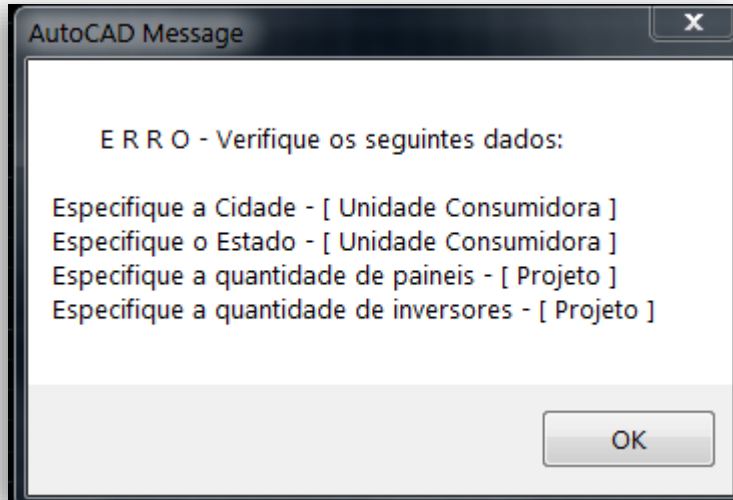 AutoCAD Message
E R R O - Verifique os seguintes dados:
Especifique a Cidade - [ Unidade Consumidora ]
Especifique o Estado - [ Unidade Consumidora ]
Especifique a quantidade de paineis - [ Projeto ]
Especifique a quantidade de inversores - [ Projeto ]
OK